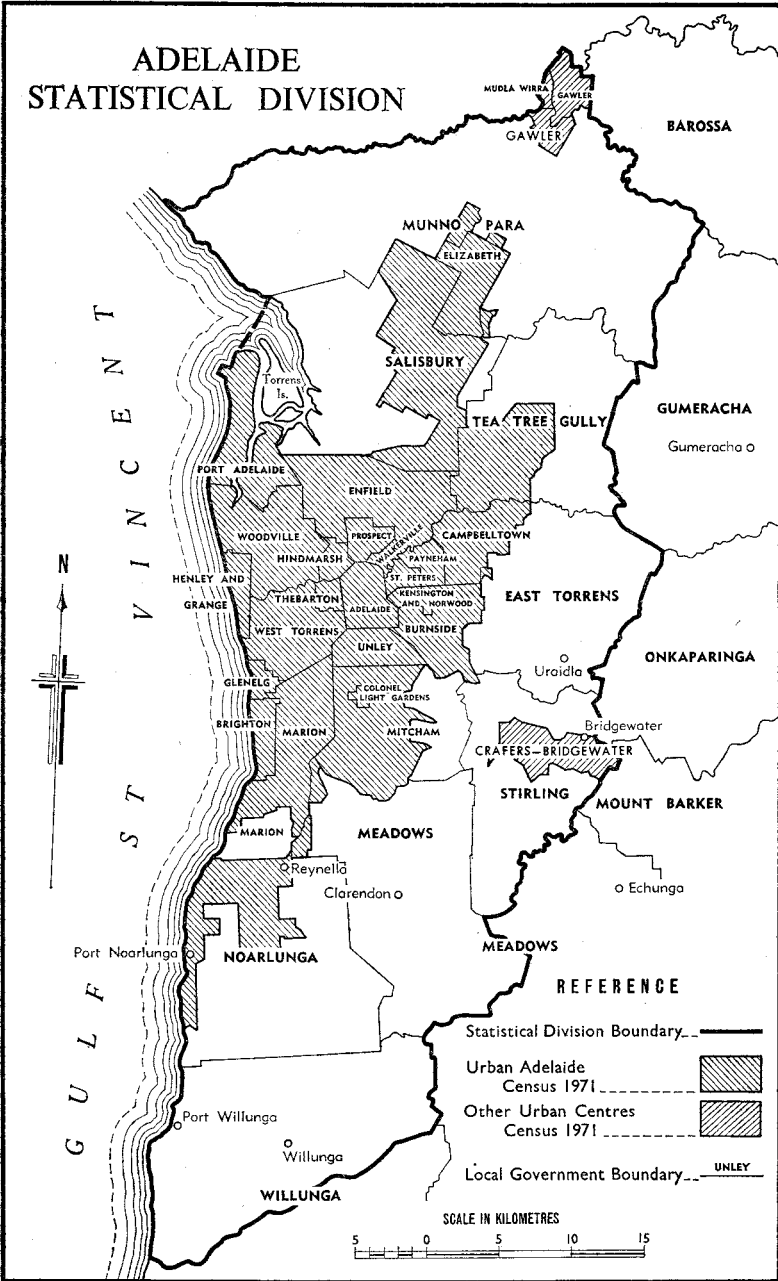 ADELAIDE
STATISTICAL DIVISION
MUDLA WIRRA
GAWLER
GAWLER
BAROSSA
MUNNO PARA
ELIZABETH
SALISBURY
Torrens
Is.
TEA TREE GULLY
GUMERACHA
Gumeracha
PORT ADELAIDE
ENFIELD
WOODVILLE
PROSPECT
WALKERVILLE
CAMPBELLTOWN
HINDMARSH
PAYNEHAM
ST. PETERS
HENLEY AND
GRANGE
THEBARTON
ADELAIDE
KENSINGTON
AND NORWOOD
EAST TORRENS
WEST TORRENS
BURNSIDE
UNLEY
ONKAPARINGA
Uraidla
GLENELG
COLONEL
LIGHT GARDENS
BRIGHTON
MARION
MITCHAM
Bridgewater
CRAFERS-BRIDGEWATER
STIRLING
MOUNT BARKER
MARION
MEADOWS
Reynella
Clarendon
Echunga
Port Noarlunga
NOARLUNGA
MEADOWS
Port Willunga
Willunga
WILLUNGA
GULF ST VINCENT
N
REFERENCE
Statistical Division Boundary
Urban Adelaide
Census 1971
Other Urban Centres
Census 1971
Local Government Boundary
UNLEY
SCALE IN KILOMETRES
5 0 5 10 15